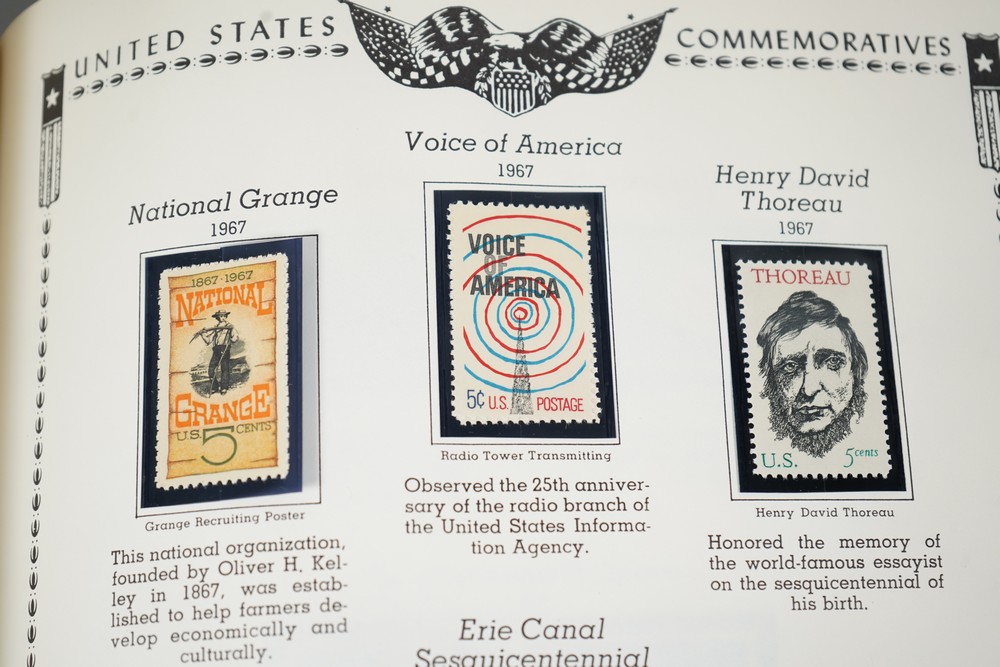 UNITED STATES
COMMEMORATIVES
National Grange
1967
1867-1967
NATIONAL
GRANGE
U.S. 5 CENTS
Grange Recruiting Poster
This national organization,
founded by Oliver H. Kel-
ley in 1867, was estab-
lished to help farmers de-
velop economically and
culturally.
Voice of America
1967
VOICE
OF
AMERICA
5¢ U.S. POSTAGE
Radio Tower Transmitting
Observed the 25th anniver-
sary of the radio branch of
the United States Informa-
tion Agency.
Henry David
Thoreau
1967
THOREAU
U.S. 5 cents
Henry David Thoreau
Honored the memory of
the world-famous essayist
on the sesquicentennial of
his birth.
Erie Canal
Sesquicentennial